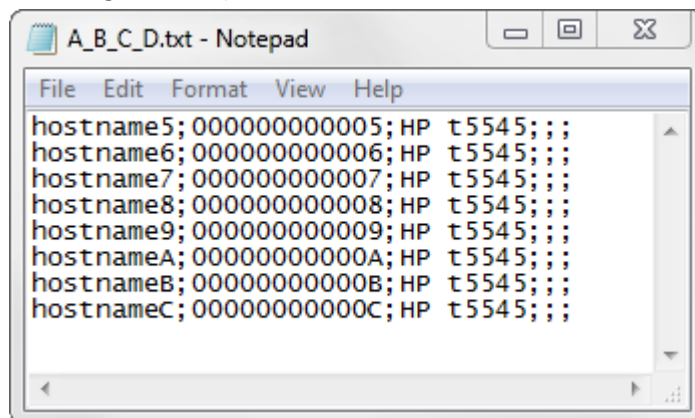 A_B_C_D.txt - Notepad
File Edit Format View Help
hostname5;000000000005;HP t5545;;;
hostname6;000000000006;HP t5545;;;
hostname7;000000000007;HP t5545;;;
hostname8;000000000008;HP t5545;;;
hostname9;000000000009;HP t5545;;;
hostnameA;00000000000A;HP t5545;;;
hostnameB;00000000000B;HP t5545;;;
hostnameC;00000000000C;HP t5545;;;